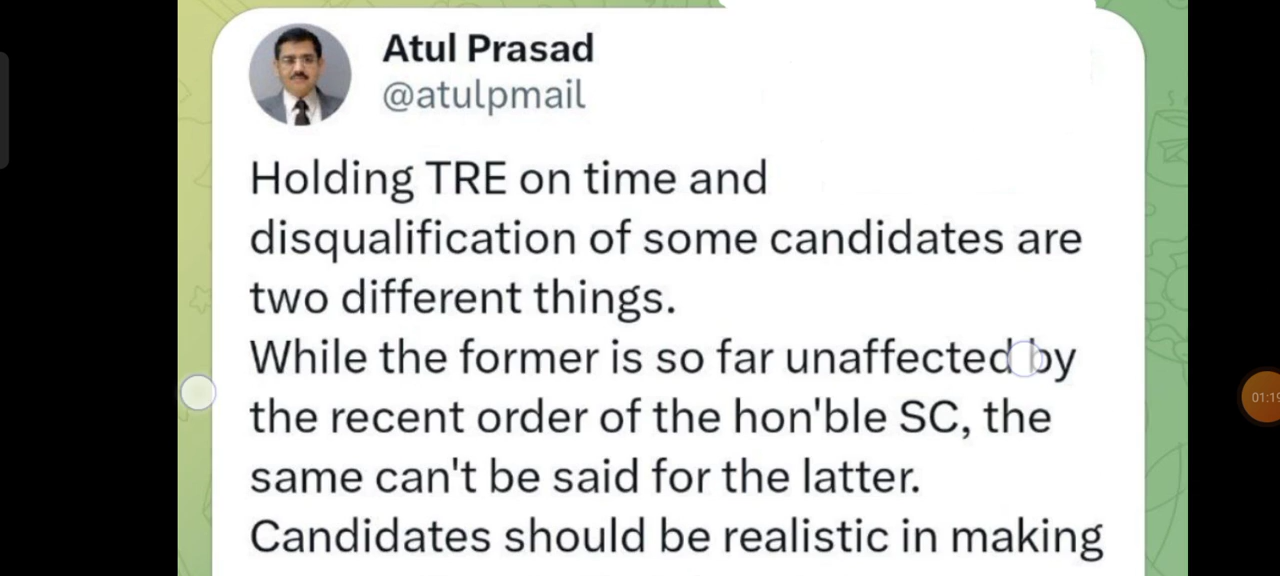 Atul Prasad
@atulpmail
Holding TRE on time and
disqualification of some candidates are
two different things.
While the former is so far unaffected by
the recent order of the hon'ble SC, the
same can't be said for the latter.
Candidates should be realistic in making
01:19